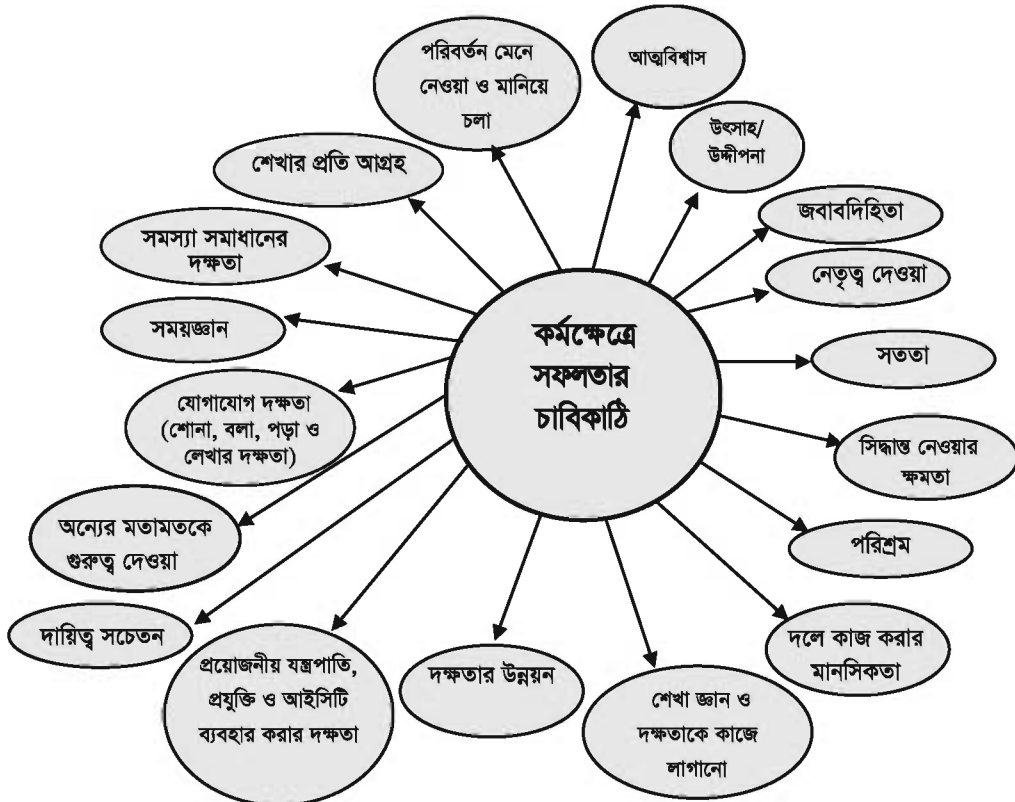 পরিবর্তন মেনে
নেওয়া ও মানিয়ে
চলা
আত্মবিশ্বাস
উৎসাহ/
উদ্দীপনা
শেখার প্রতি আগ্রহ
জবাবদিহিতা
সমস্যা সমাধানের
দক্ষতা
নেতৃত্ব দেওয়া
সময়জ্ঞান
কর্মক্ষেত্রে
সফলতার
চাবিকাঠি
সততা
যোগাযোগ দক্ষতা
(শোনা, বলা, পড়া ও
লেখার দক্ষতা)
সিদ্ধান্ত নেওয়ার
ক্ষমতা
অন্যের মতামতকে
গুরুত্ব দেওয়া
পরিশ্রম
দায়িত্ব সচেতন
দলে কাজ করার
মানসিকতা
প্রয়োজনীয় যন্ত্রপাতি,
প্রযুক্তি ও আইসিটি
ব্যবহার করার দক্ষতা
দক্ষতার উন্নয়ন
শেখা জ্ঞান ও
দক্ষতাকে কাজে
লাগানো